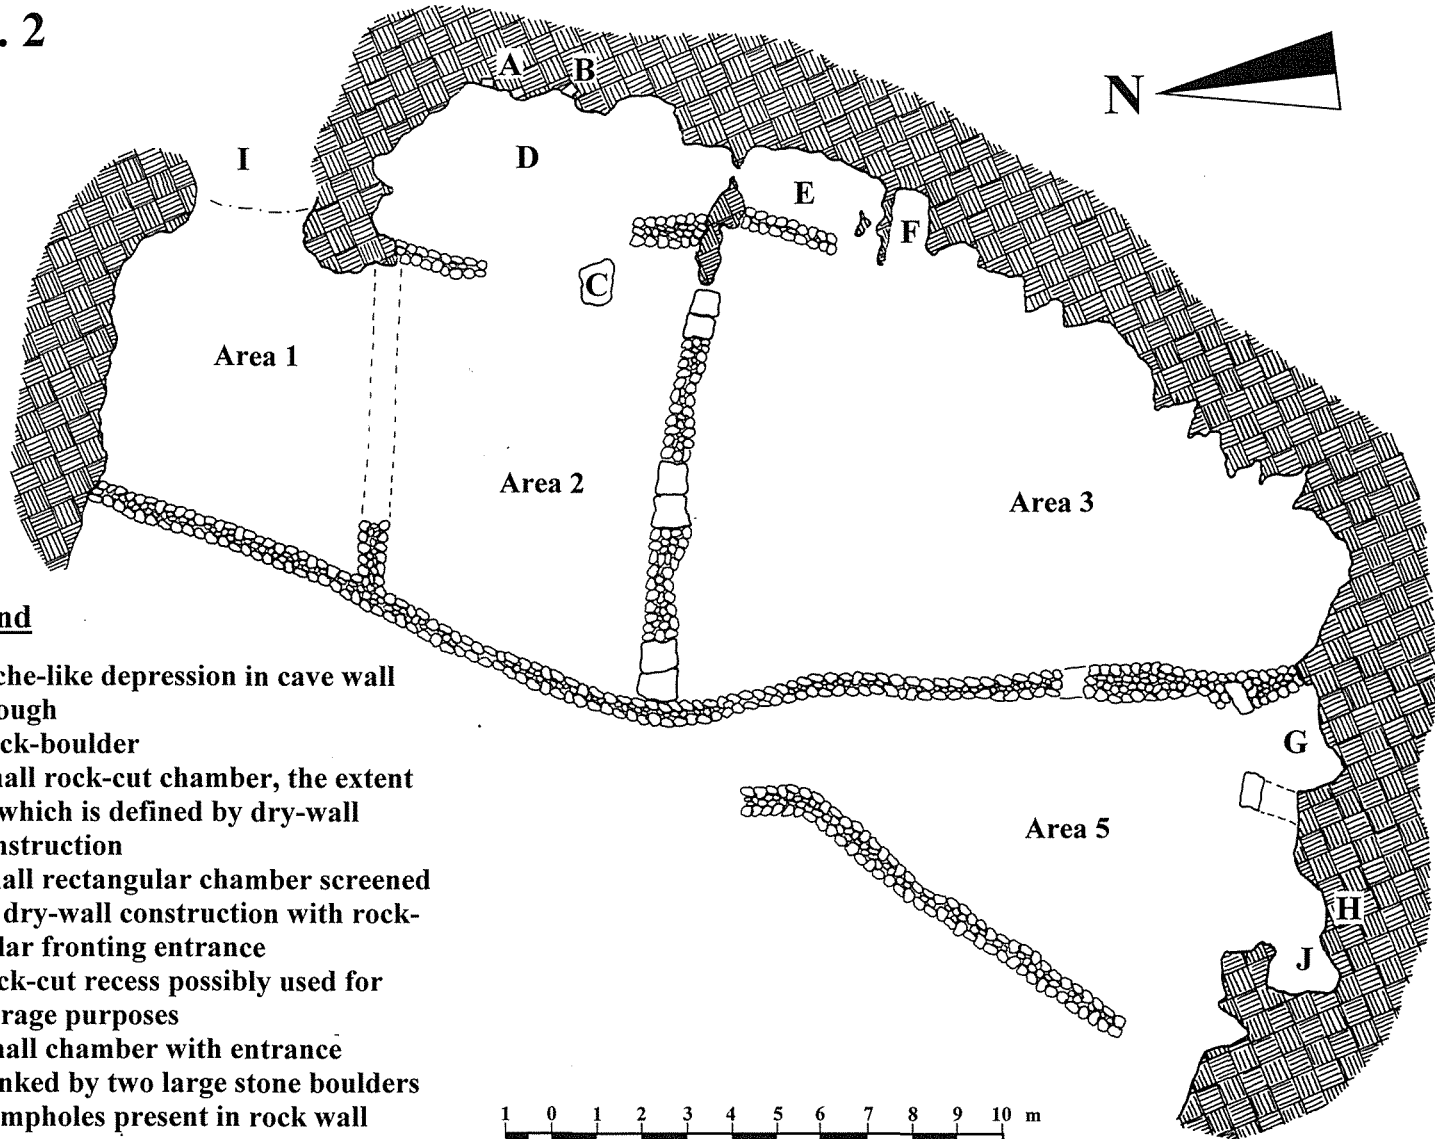 . 2
A
B
N
I
D
E
F
C
Area 1
Area 2
Area 3
nd
che-like depression in cave wall
ough
ck-boulder
nall rock-cut chamber, the extent
which is defined by dry-wall
nstruction
nall rectangular chamber screened
dry-wall construction with rock-
lar fronting entrance
ck-cut recess possibly used for
rage purposes
nall chamber with entrance
nked by two large stone boulders
mpholes present in rock wall
G
Area 5
H
J
1 0 1 2 3 4 5 6 7 8 9 10 m